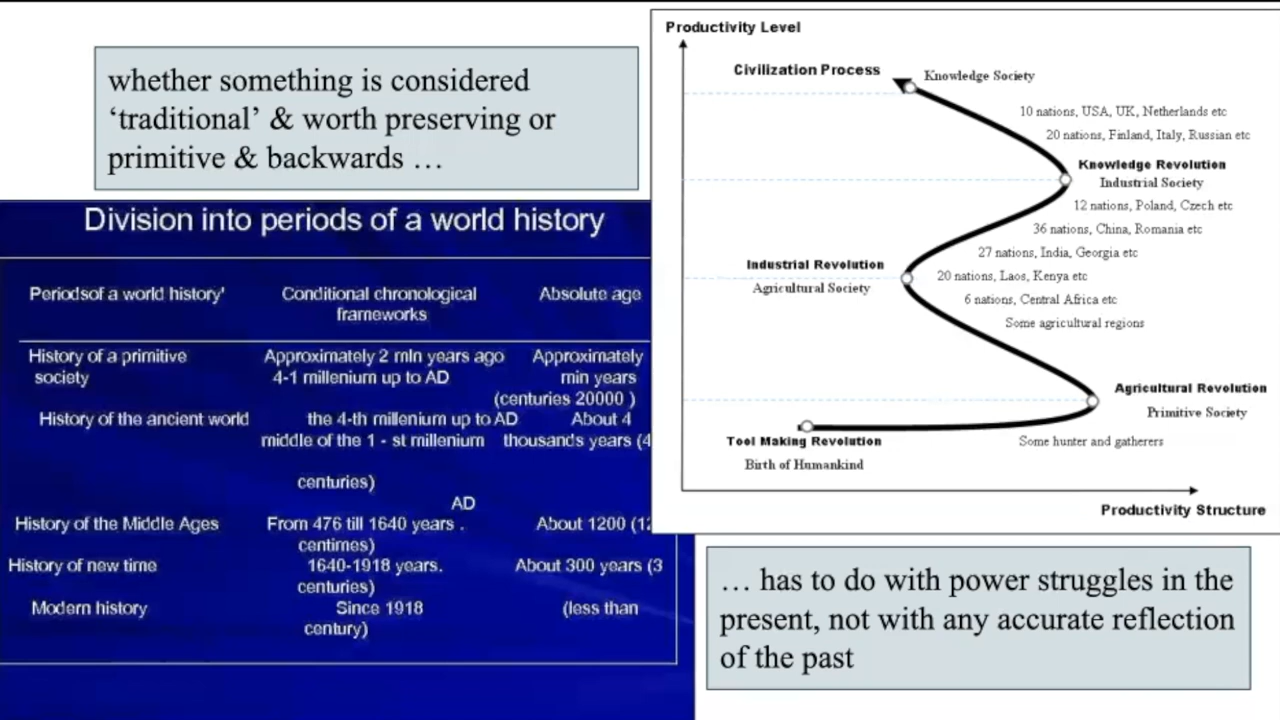 whether something is considered
‘traditional’ & worth preserving or
primitive & backwards …
Division into periods of a world history
Periodsof a world history' Conditional chronological Absolute age
frameworks
History of a primitive Approximately 2 mln years ago Approximately
society 4-1 millenium up to AD min years
(centuries 20000 )
History of the ancient world the 4-th millenium up to AD About 4
middle of the 1 - st millenium thousands years (4
centuries)
AD
History of the Middle Ages From 476 till 1640 years . About 1200 (12
centimes)
History of new time 1640-1918 years. About 300 years (3
centuries)
Modern history Since 1918 (less than
century)
Productivity Level
Civilization Process
Knowledge Society
10 nations, USA, UK, Netherlands etc
20 nations, Finland, Italy, Russian etc
Knowledge Revolution
Industrial Society
12 nations, Poland, Czech etc
36 nations, China, Romania etc
27 nations, India, Georgia etc
Industrial Revolution
20 nations, Laos, Kenya etc
Agricultural Society
6 nations, Central Africa etc
Some agricultural regions
Agricultural Revolution
Primitive Society
Tool Making Revolution
Some hunter and gatherers
Birth of Humankind
Productivity Structure
… has to do with power struggles in the
present, not with any accurate reflection
of the past